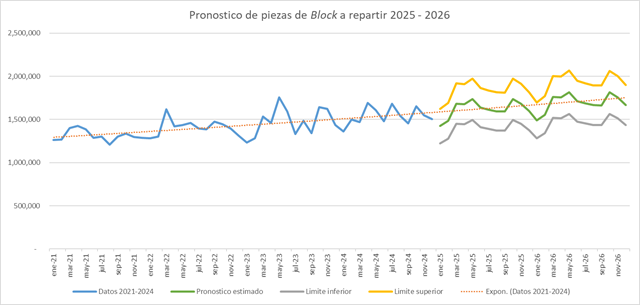 Pronostico de piezas de Block a repartir 2025 - 2026
2,500,000
2,000,000
1,500,000
1,000,000
500,000
-
ene-21
mar-21
may-21
jul-21
sep-21
nov-21
ene-22
mar-22
may-22
jul-22
sep-22
nov-22
ene-23
mar-23
may-23
jul-23
sep-23
nov-23
ene-24
mar-24
may-24
jul-24
sep-24
nov-24
ene-25
mar-25
may-25
jul-25
sep-25
nov-25
ene-26
mar-26
may-26
jul-26
sep-26
nov-26
Datos 2021-2024
Pronostico estimado
Limite inferior
Limite superior
Expon. (Datos 2021-2024)